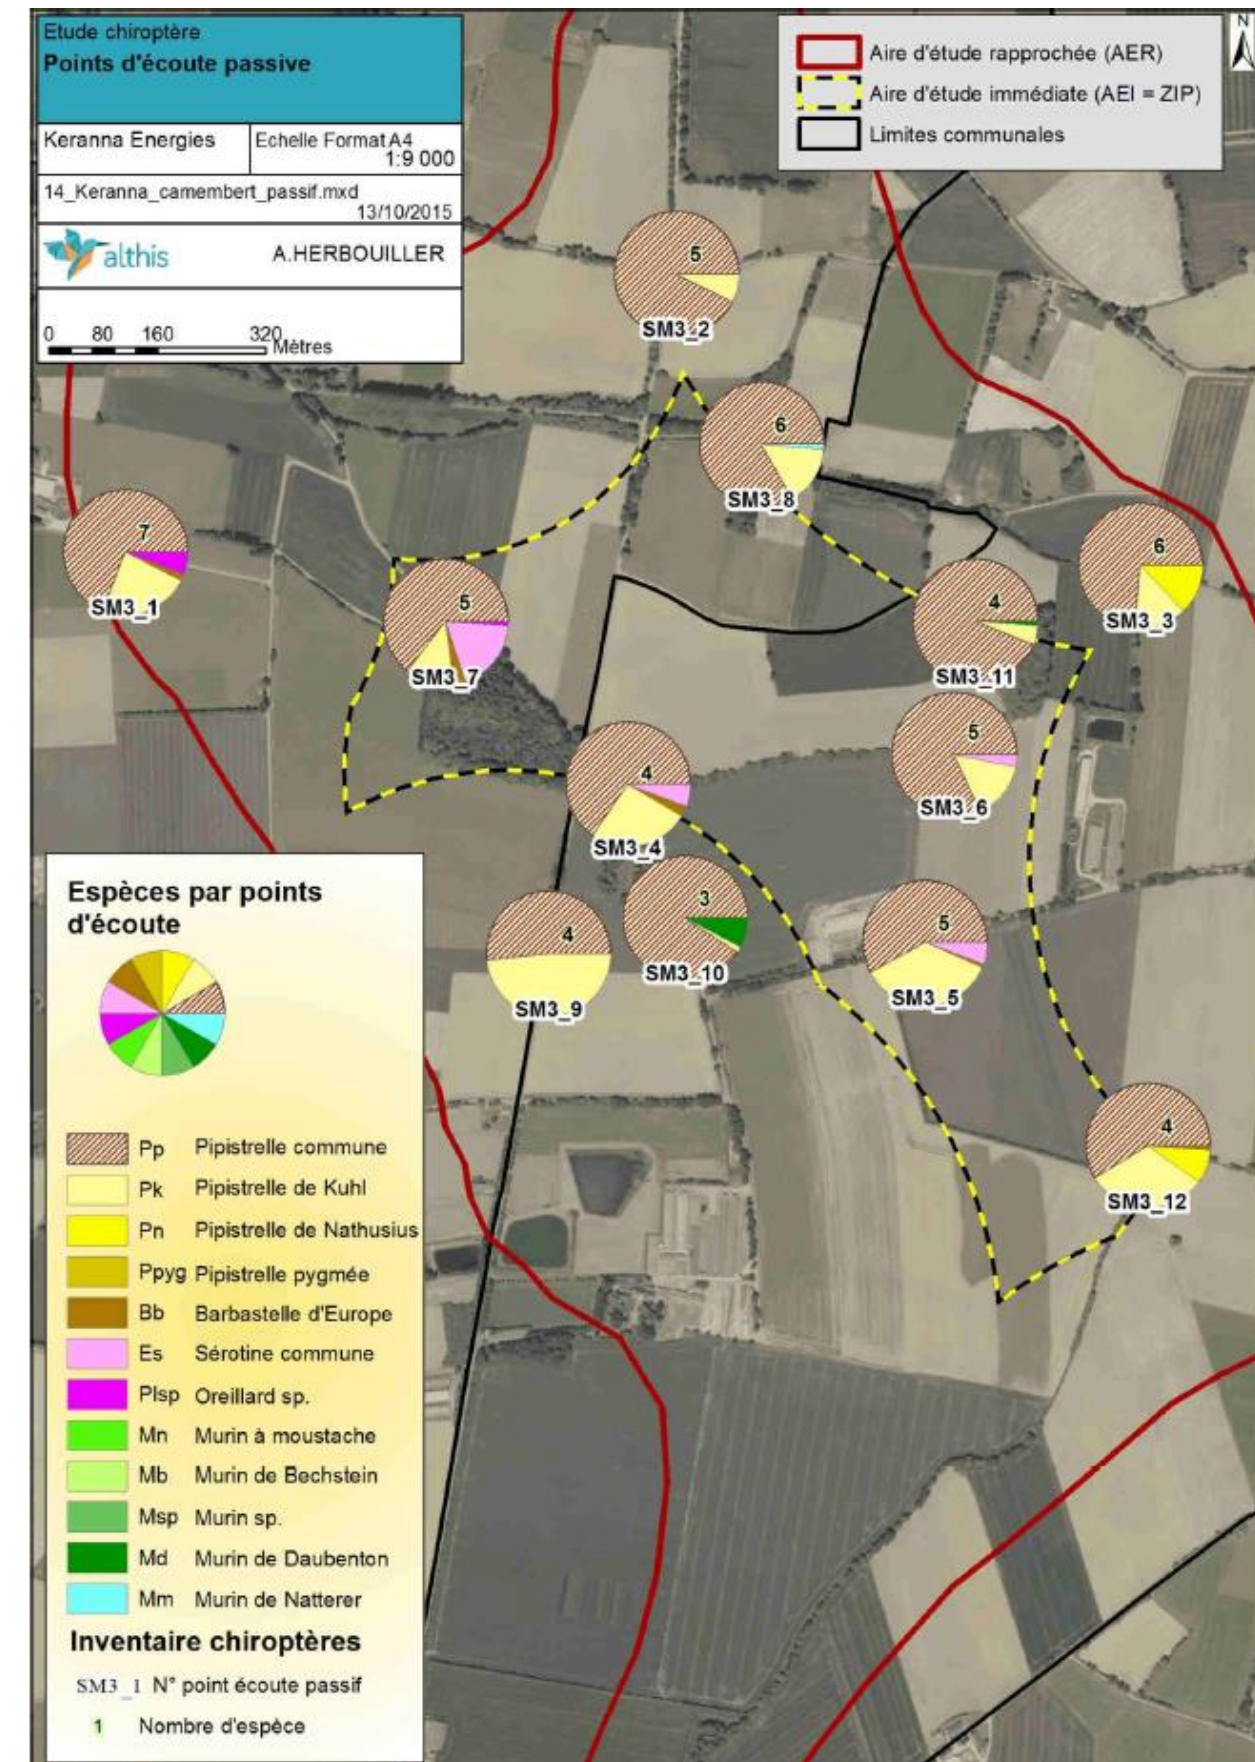 Etude chiroptère
Points d'écoute passive
Keranna Energies
Echelle Format A4
1:9 000
14_Keranna_camembert_passif.mxd
13/10/2015
althis
A.HERBOUILLER
0 80 160 320
Mètres
Aire d'étude rapprochée (AER)
Aire d'étude immédiate (AEI = ZIP)
Limites communales
N
5
SM3_2
6
SM3_8
7
SM3_1
6
SM3_3
5
SM3_7
4
SM3_11
5
SM3_6
4
SM3_4
3
SM3_10
4
SM3_9
5
SM3_5
4
SM3_12
Espèces par points
d'écoute
Pp Pipistrelle commune
Pk Pipistrelle de Kuhl
Pn Pipistrelle de Nathusius
Ppyg Pipistrelle pygmée
Bb Barbastelle d'Europe
Es Sérotine commune
Plsp Oreillard sp.
Mn Murin à moustache
Mb Murin de Bechstein
Msp Murin sp.
Md Murin de Daubenton
Mm Murin de Natterer
Inventaire chiroptères
SM3_1 N° point écoute passif
1 Nombre d'espèce